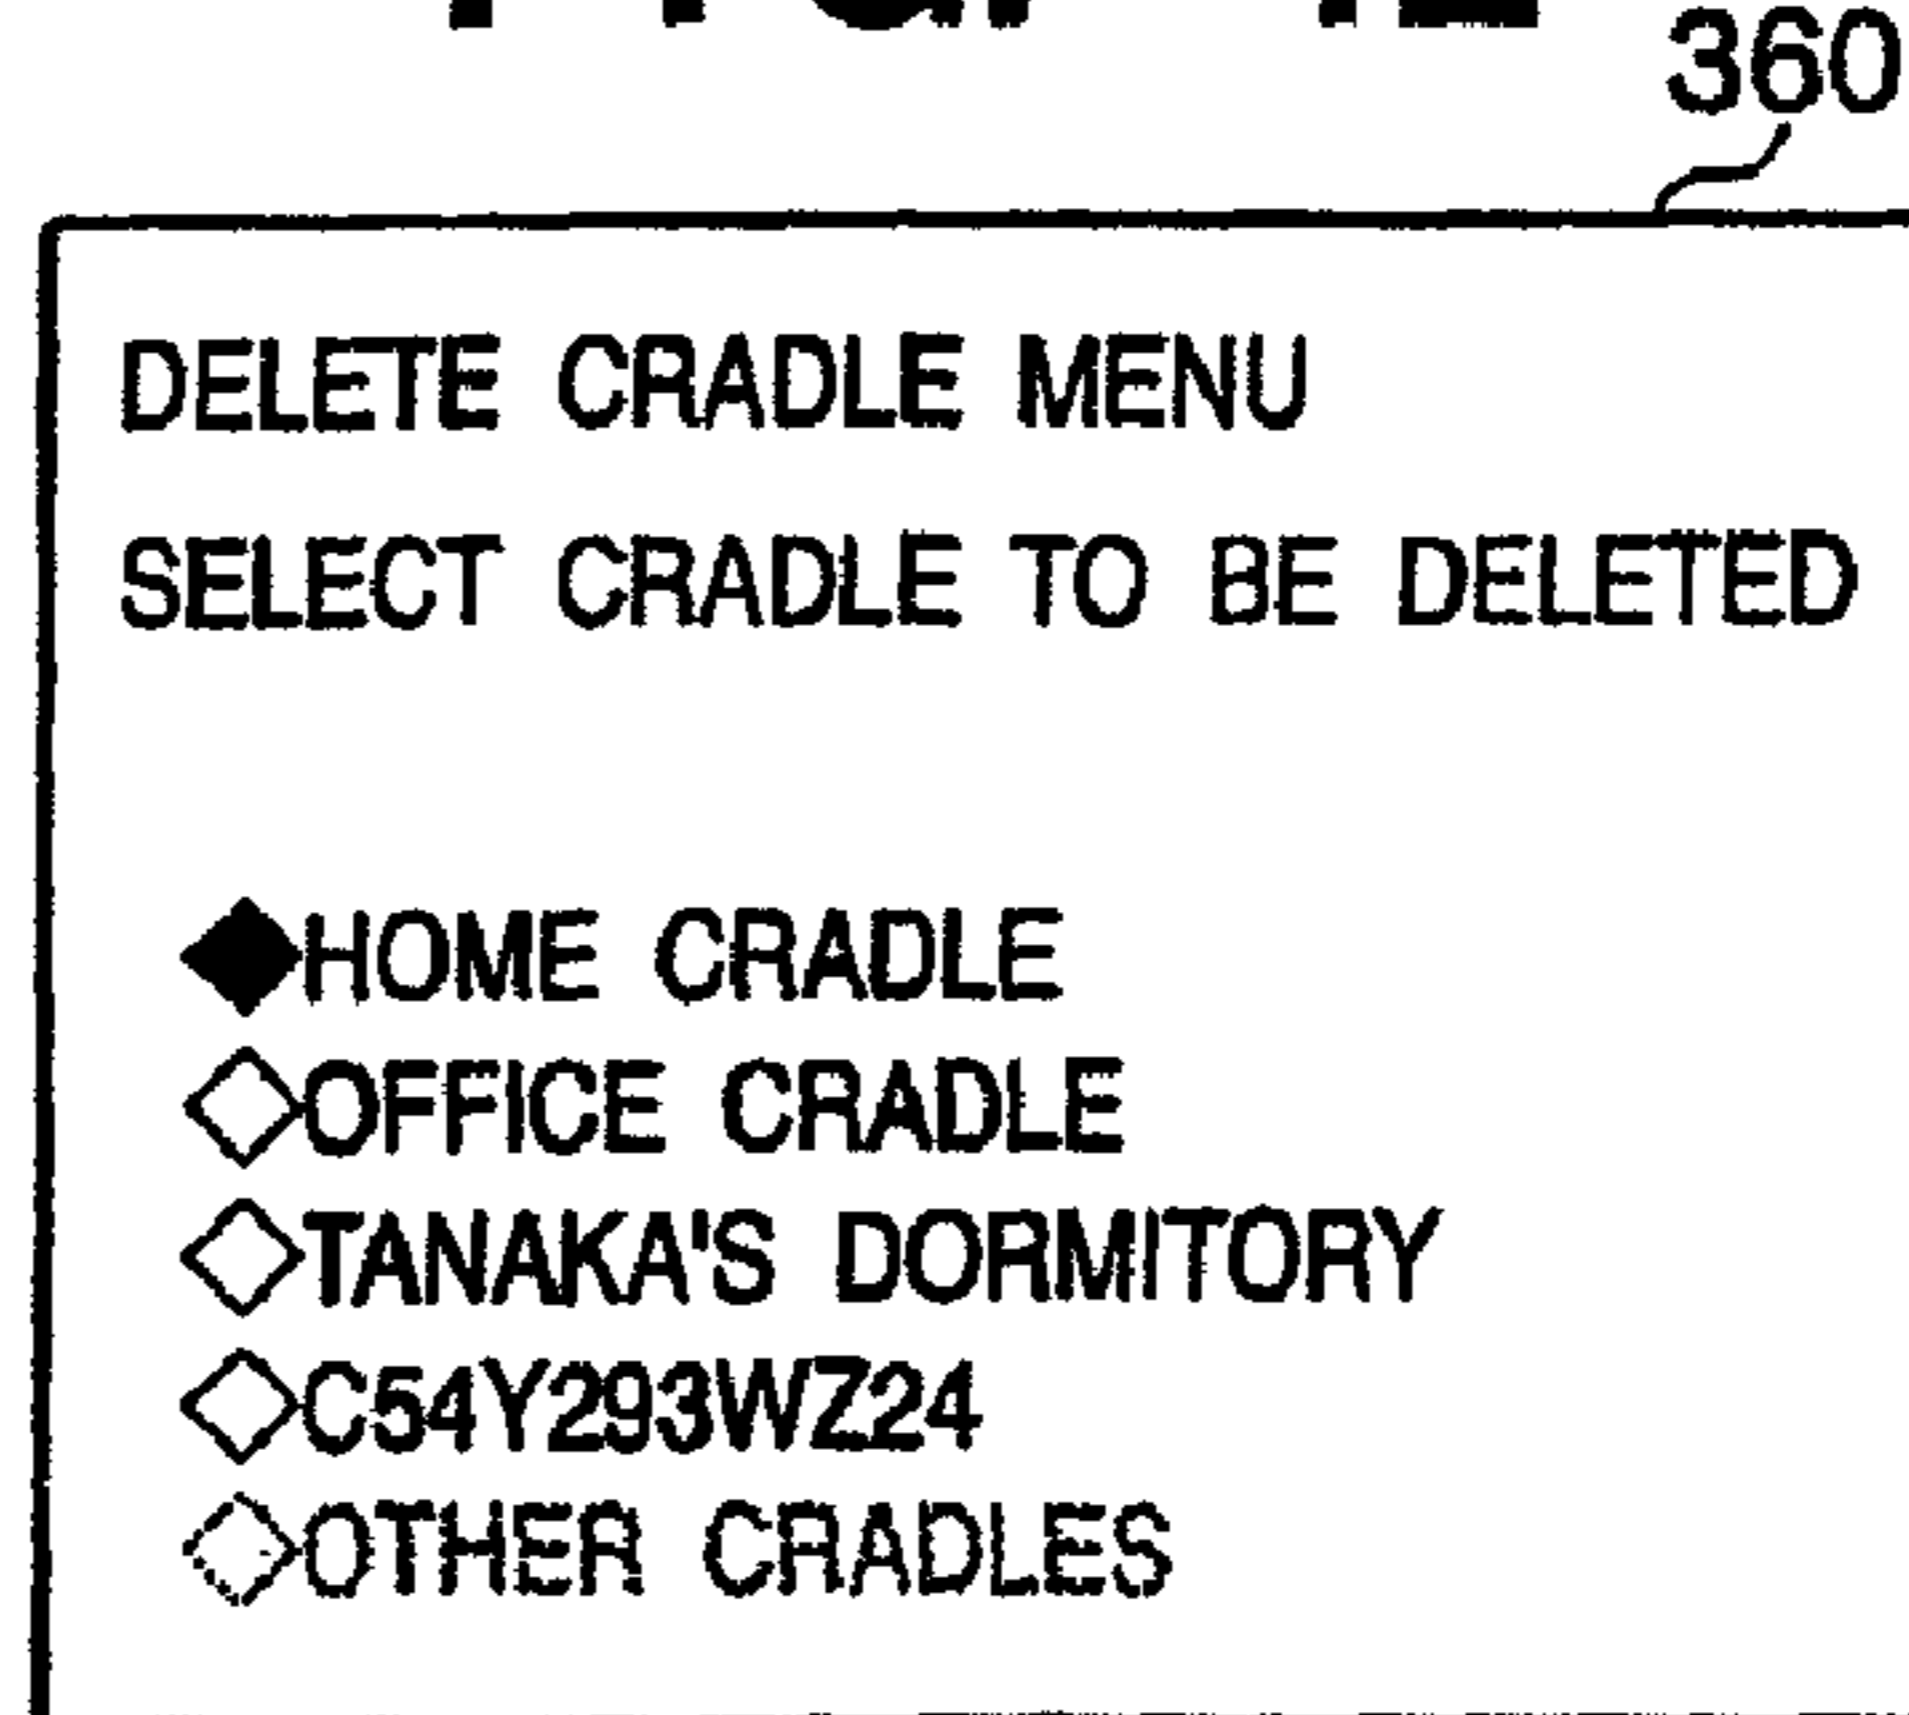 360
DELETE CRADLE MENU
SELECT CRADLE TO BE DELETED
◆HOME CRADLE
◇OFFICE CRADLE
◇TANAKA'S DORMITORY
◇C54Y293WZ24
◇OTHER CRADLES